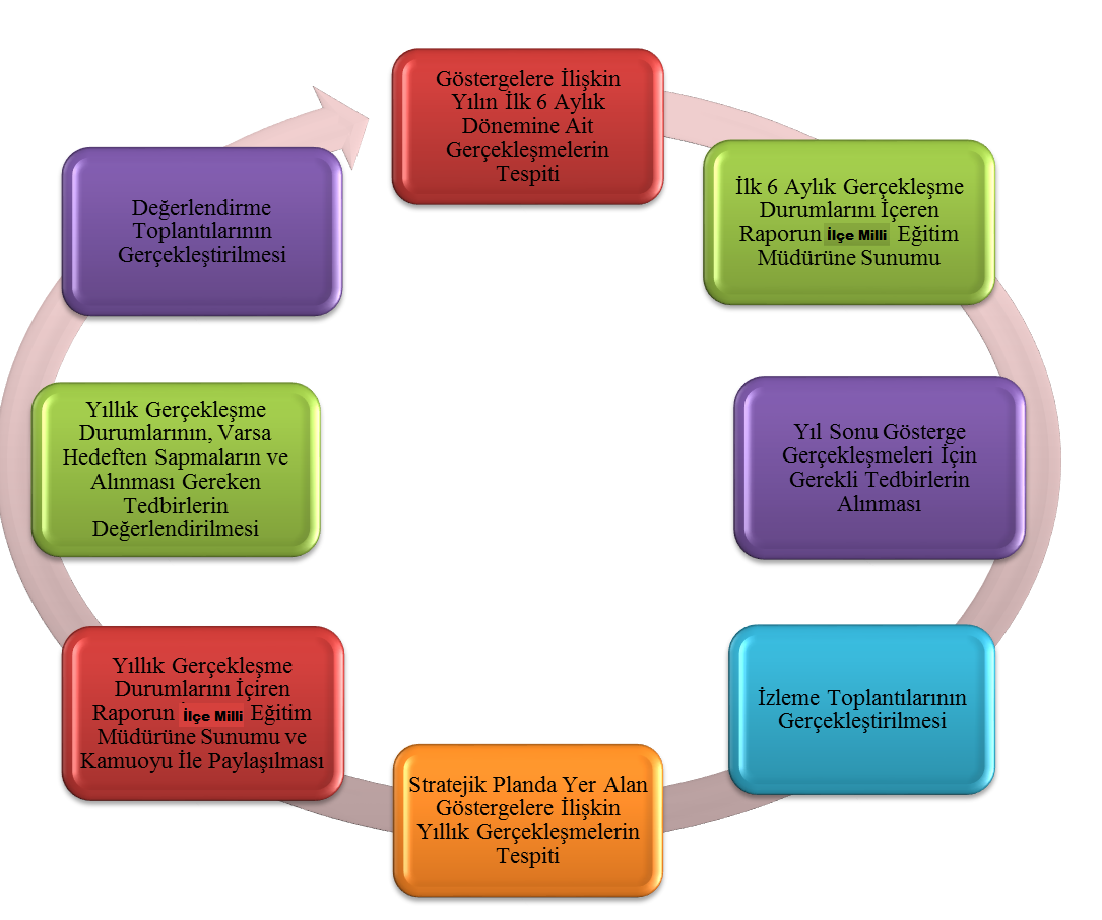 Göstergelere İlişkin
Yılın İlk 6 Aylık
Dönemine Ait
Gerçekleşmelerin
Tespiti
İlk 6 Aylık Gerçekleşme
Durumlarını İçeren
Raporun İlçe Milli Eğitim
Müdürüne Sunumu
Yıl Sonu Gösterge
Gerçekleşmeleri İçin
Gerekli Tedbirlerin
Alınması
İzleme Toplantılarının
Gerçekleştirilmesi
Stratejik Planda Yer Alan
Göstergelere İlişkin
Yıllık Gerçekleşmelerin
Tespiti
Yıllık Gerçekleşme
Durumlarını İçiren
Raporun İlçe Milli Eğitim
Müdürüne Sunumu ve
Kamuoyu İle Paylaşılması
Yıllık Gerçekleşme
Durumlarının, Varsa
Hedeften Sapmaların ve
Alınması Gereken
Tedbirlerin
Değerlendirilmesi
Değerlendirme
Toplantılarının
Gerçekleştirilmesi